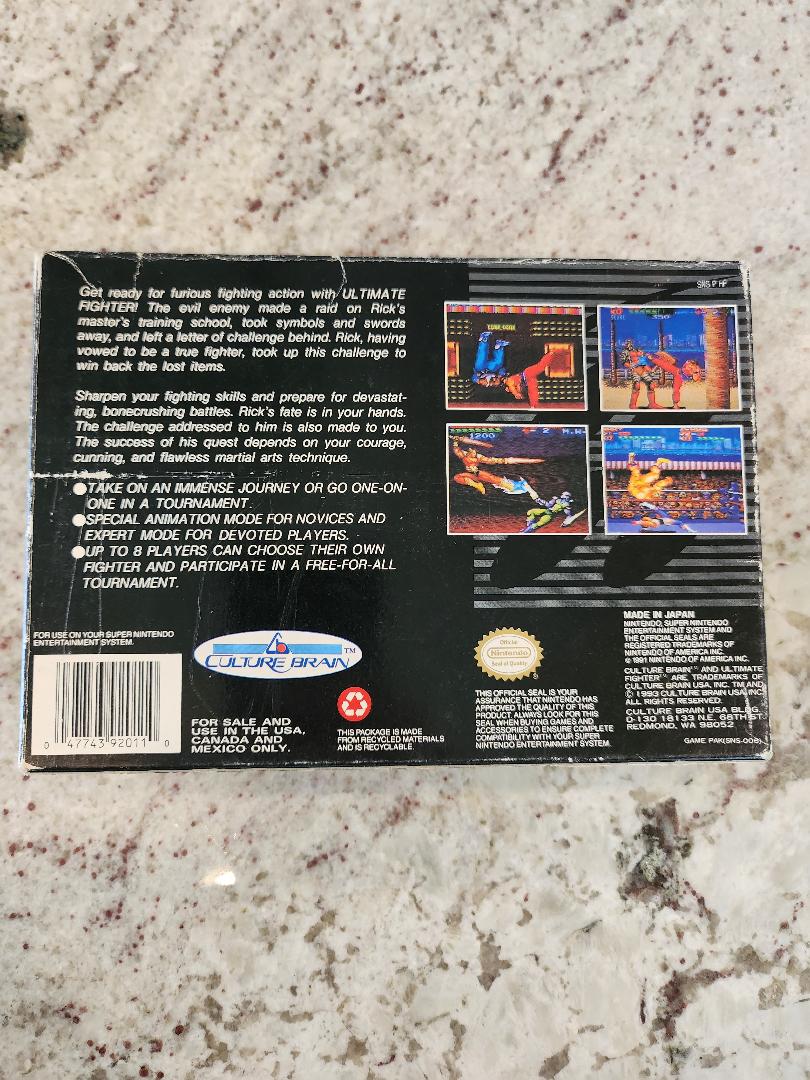 Get ready for furious fighting action with ULTIMATE
FIGHTER! The evil enemy made a raid on Rick's
master's training school, took symbols and swords
away, and left a letter of challenge behind. Rick, having
vowed to be a true fighter, took up this challenge to
win back the lost items.
Sharpen your fighting skills and prepare for devastat-
ing, bonecrushing battles. Rick's fate is in your hands.
The challenge addressed to him is also made to you.
The success of his quest depends on your courage,
cunning, and flawless martial arts technique.
●TAKE ON AN IMMENSE JOURNEY OR GO ONE-ON-
ONE IN A TOURNAMENT.
●SPECIAL ANIMATION MODE FOR NOVICES AND
EXPERT MODE FOR DEVOTED PLAYERS.
●UP TO 8 PLAYERS CAN CHOOSE THEIR OWN
FIGHTER AND PARTICIPATE IN A FREE-FOR-ALL
TOURNAMENT.
1200
2 M.W.
FOR USE ON YOUR SUPER NINTENDO
ENTERTAINMENT SYSTEM.
0 47743 92011 0
CULTURE BRAIN™
FOR SALE AND
USE IN THE USA,
CANADA AND
MEXICO ONLY.
THIS PACKAGE IS MADE
FROM RECYCLED MATERIALS
AND IS RECYCLABLE.
Official
Nintendo
Seal of Quality
®
THIS OFFICIAL SEAL IS YOUR
ASSURANCE THAT NINTENDO HAS
APPROVED THE QUALITY OF THIS
PRODUCT. ALWAYS LOOK FOR THIS
SEAL WHEN BUYING GAMES AND
ACCESSORIES TO ENSURE COMPLETE
COMPATIBILITY WITH YOUR SUPER
NINTENDO ENTERTAINMENT SYSTEM.
MADE IN JAPAN
NINTENDO, SUPER NINTENDO
ENTERTAINMENT SYSTEM AND
THE OFFICIAL SEALS ARE
REGISTERED TRADEMARKS OF
NINTENDO OF AMERICA INC.
© 1991 NINTENDO OF AMERICA INC.
CULTURE BRAIN™ AND ULTIMATE
FIGHTER™ ARE TRADEMARKS OF
CULTURE BRAIN USA, INC. TM AND
© 1993 CULTURE BRAIN USA, INC.
ALL RIGHTS RESERVED.
CULTURE BRAIN USA BLDG.
D-130 18133 N.E. 68TH ST.
REDMOND, WA 98052
GAME PAK(SNS-006)